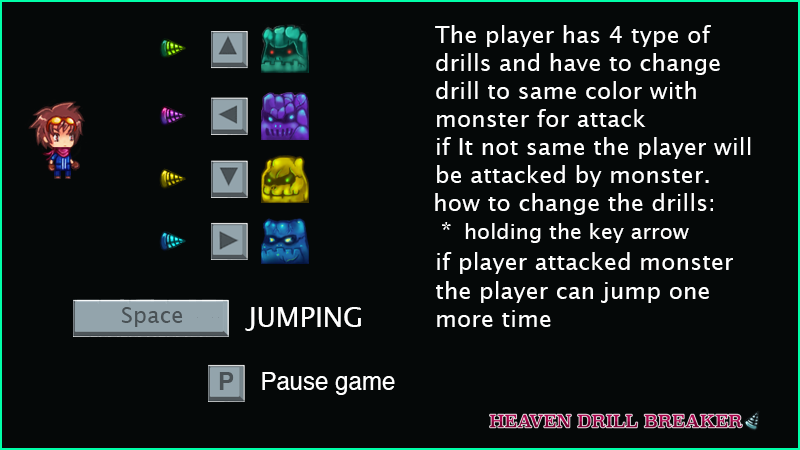 The player has 4 type of
drills and have to change
drill to same color with
monster for attack
if It not same the player will
be attacked by monster.
how to change the drills:
* holding the key arrow
if player attacked monster
the player can jump one
more time
Space JUMPING
P Pause game
HEAVEN DRILL BREAKER